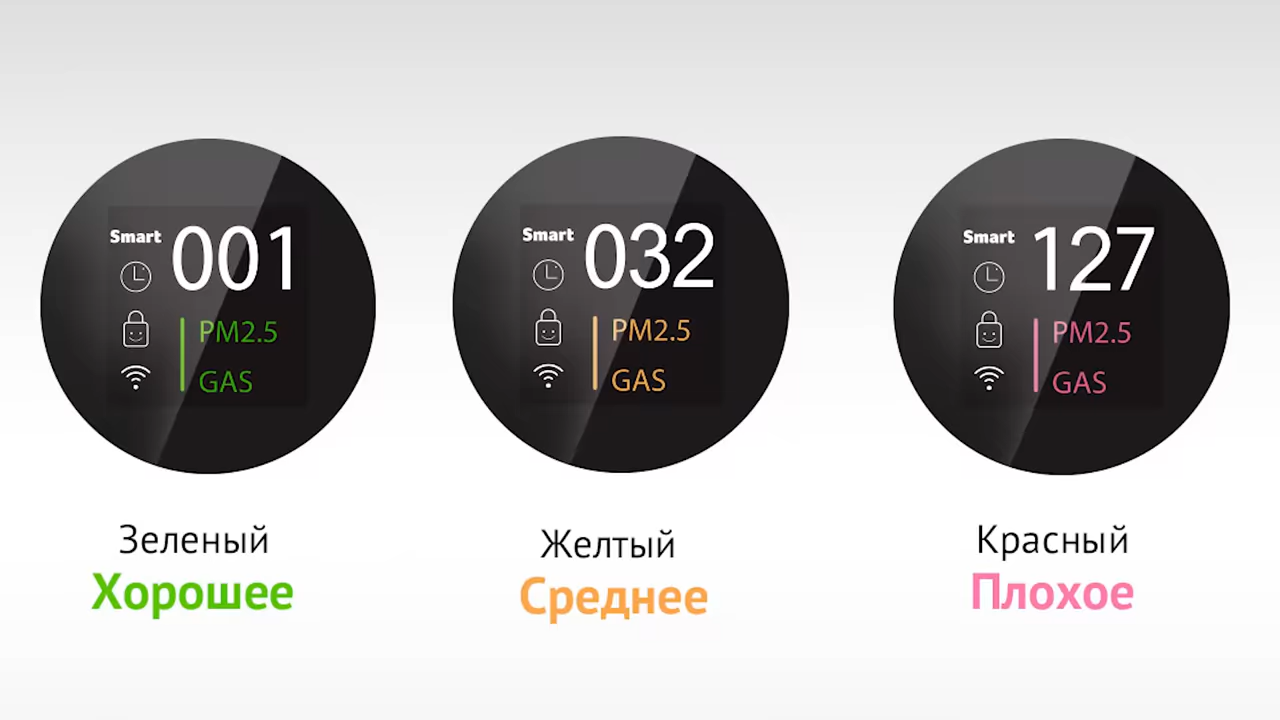 Smart 001
PM2.5
GAS
Зеленый
Хорошее
Smart 032
PM2.5
GAS
Желтый
Среднее
Smart 127
PM2.5
GAS
Красный
Плохое